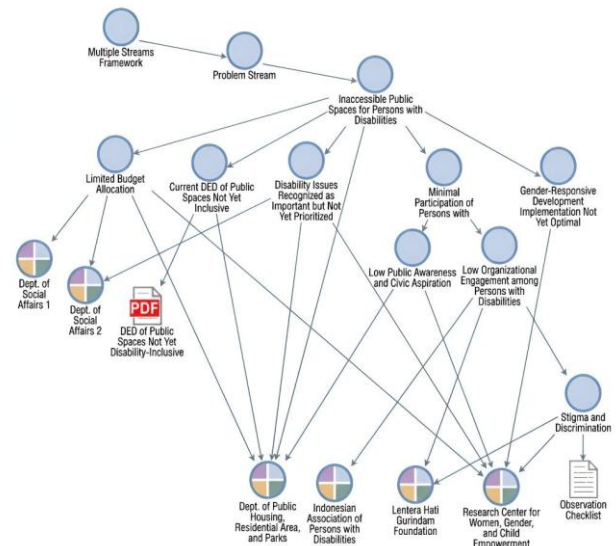 Multiple Streams
Framework
Problem Stream
Inaccessible Public
Spaces for Persons with
Disabilities
Limited Budget
Allocation
Current DED of Public
Spaces Not Yet
Inclusive
Disability Issues
Recognized as
Important but Not
Yet Prioritized
Minimal
Participation of
Persons with
Gender-Responsive
Development
Implementation Not
Yet Optimal
Low Public Awareness
and Civic Aspiration
Low Organizational
Engagement among
Persons with
Disabilities
Dept. of
Social
Affairs 1
Dept. of
Social
Affairs 2
PDF
DED of Public
Spaces Not Yet
Disability-Inclusive
Stigma and
Discrimination
Dept. of Public
Housing,
Residential Area,
and Parks
Indonesian
Association of
Persons with
Disabilities
Lentera Hati
Gurindam
Foundation
Research Center for
Women, Gender,
and Child
Empowerment
Observation
Checklist